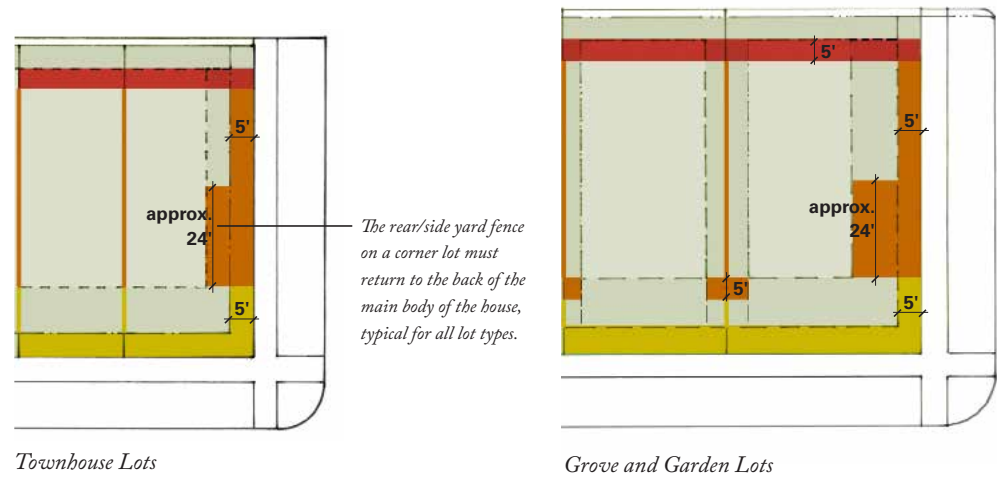 5'
approx.
24'
5'
The rear/side yard fence
on a corner lot must
return to the back of the
main body of the house,
typical for all lot types.
Townhouse Lots
5'
5'
approx.
24'
5'
5'
Grove and Garden Lots